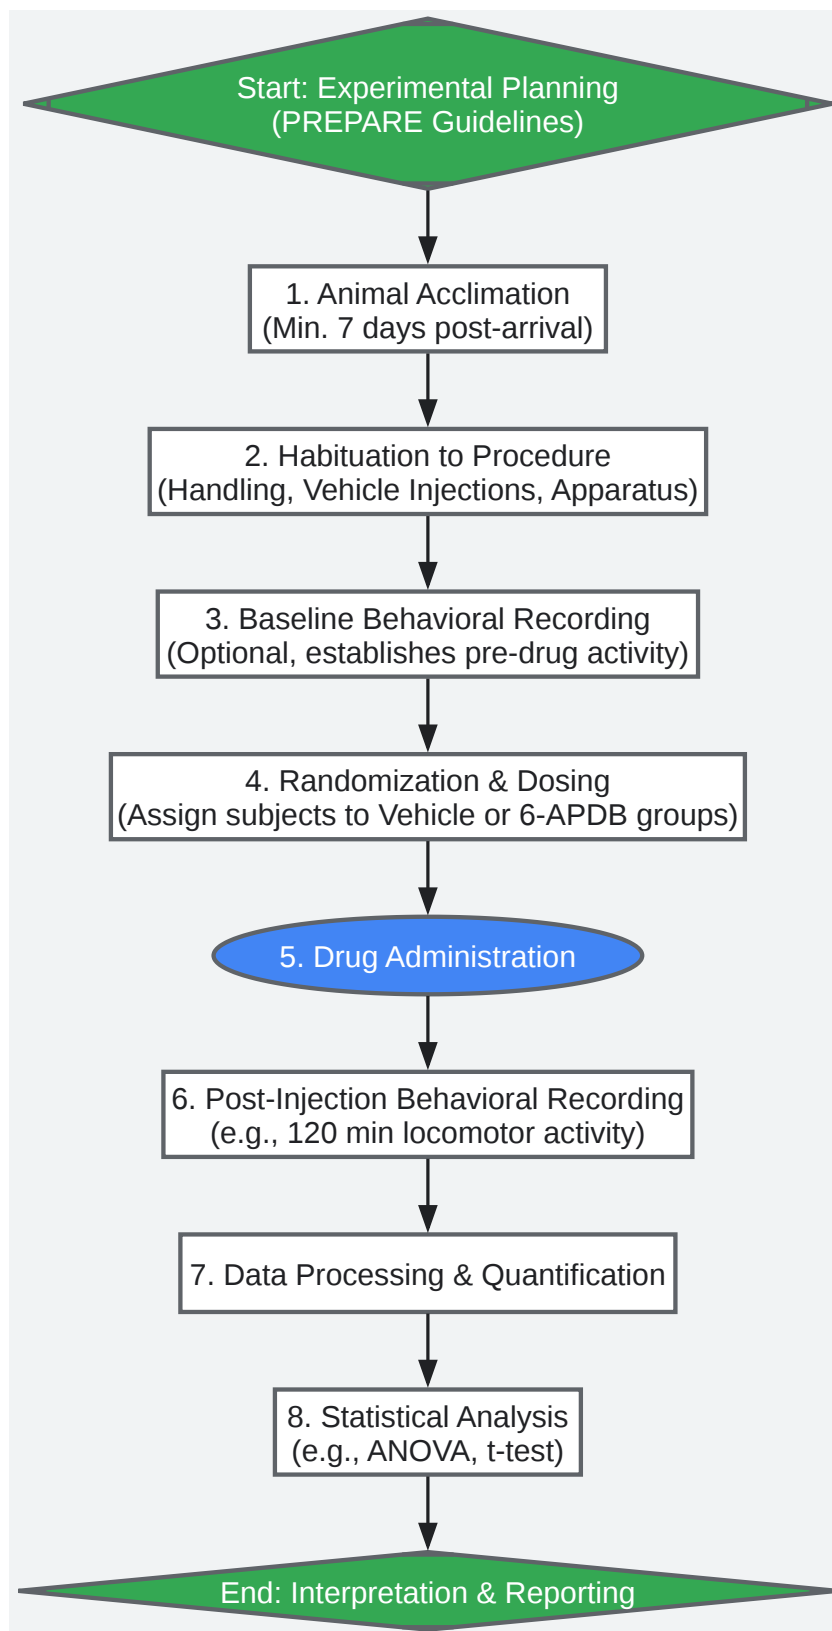 Start: Experimental Planning
(PREPARE Guidelines)
1. Animal Acclimation
(Min. 7 days post-arrival)
2. Habituation to Procedure
(Handling, Vehicle Injections, Apparatus)
3. Baseline Behavioral Recording
(Optional, establishes pre-drug activity)
4. Randomization & Dosing
(Assign subjects to Vehicle or 6-APDB groups)
5. Drug Administration
6. Post-Injection Behavioral Recording
(e.g., 120 min locomotor activity)
7. Data Processing & Quantification
8. Statistical Analysis
(e.g., ANOVA, t-test)
End: Interpretation & Reporting